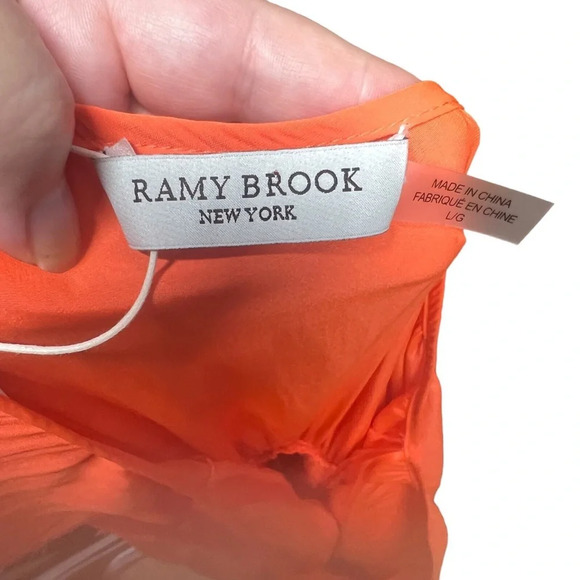 RAMY BROOK
NEW YORK
MADE IN CHINA
FABRIQUÉ EN CHINE
L/G